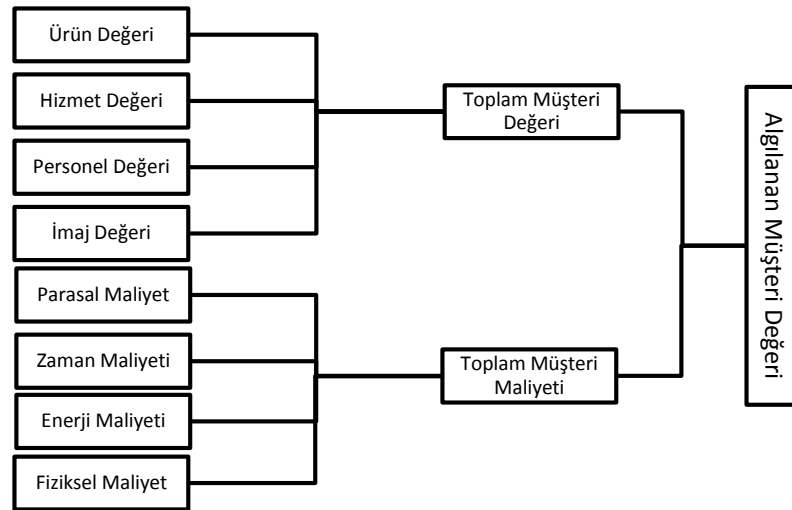 Ürün Değeri
Hizmet Değeri
Personel Değeri
İmaj Değeri
Parasal Maliyet
Zaman Maliyeti
Enerji Maliyeti
Fiziksel Maliyet
Toplam Müşteri
Değeri
Toplam Müşteri
Maliyeti
Algılanan Müşteri Değeri